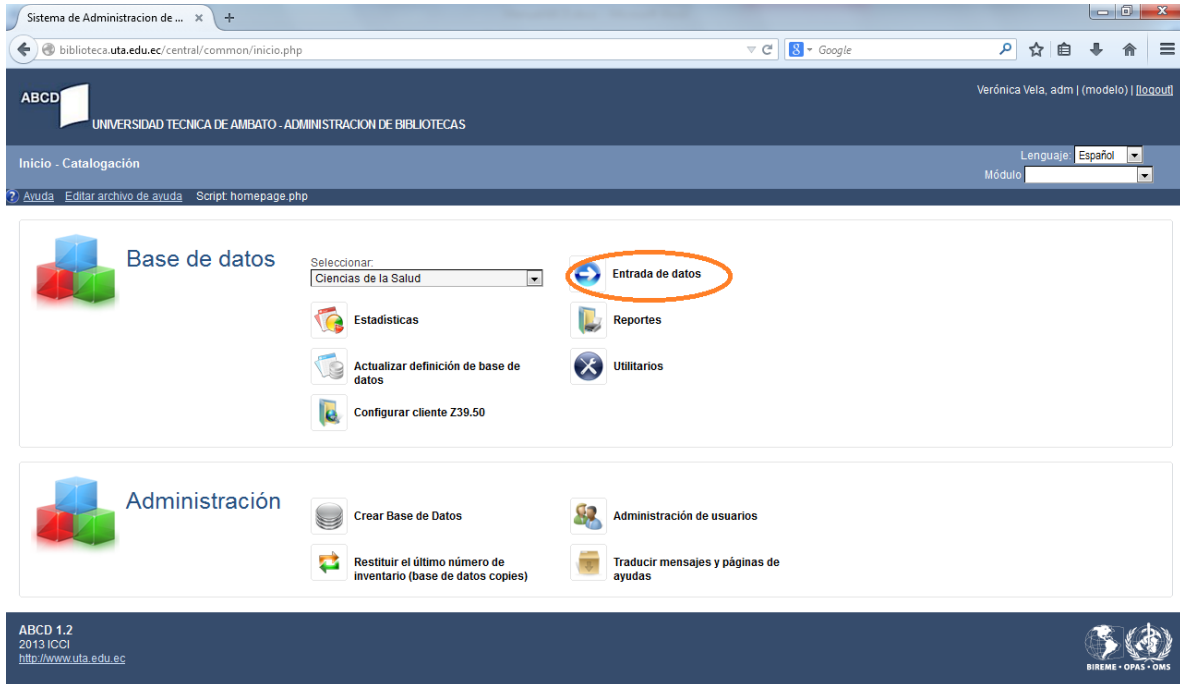 Sistema de Administracion de ...
biblioteca.uta.edu.ec/central/common/inicio.php
Google
ABCD
UNIVERSIDAD TECNICA DE AMBATO - ADMINISTRACION DE BIBLIOTECAS
Verónica Vela, adm | (modelo) | [logout]
Inicio - Catalogación
Lenguaje: Español
Módulo
Ayuda Editar archivo de ayuda Script: homepage.php
Base de datos
Seleccionar:
Ciencias de la Salud
Entrada de datos
Estadísticas
Reportes
Actualizar definición de base de
datos
Utilitarios
Configurar cliente Z39.50
Administración
Crear Base de Datos
Administración de usuarios
Restituir el último número de
inventario (base de datos copies)
Traducir mensajes y páginas de
ayudas
ABCD 1.2
2013 ICCI
http://www.uta.edu.ec
BIREME • OPAS • OMS